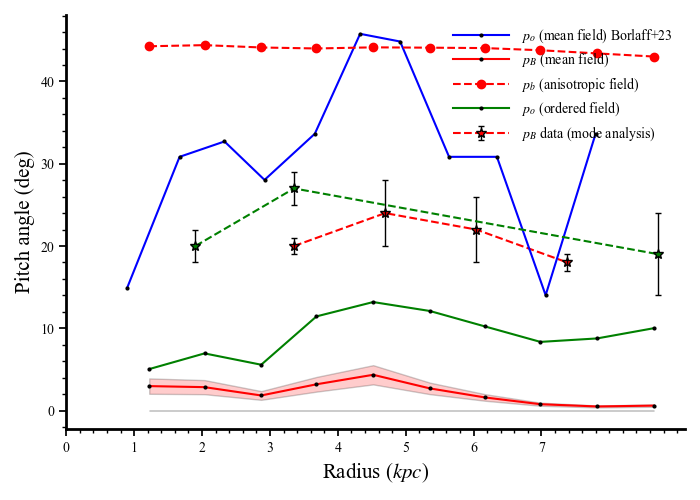 p_o (mean field) Borlaff+23
p_B (mean field)
p_b (anisotropic field)
p_o (ordered field)
p_B data (mode analysis)
40
30
20
10
0
Pitch angle (deg)
0 1 2 3 4 5 6 7
Radius (kpc)